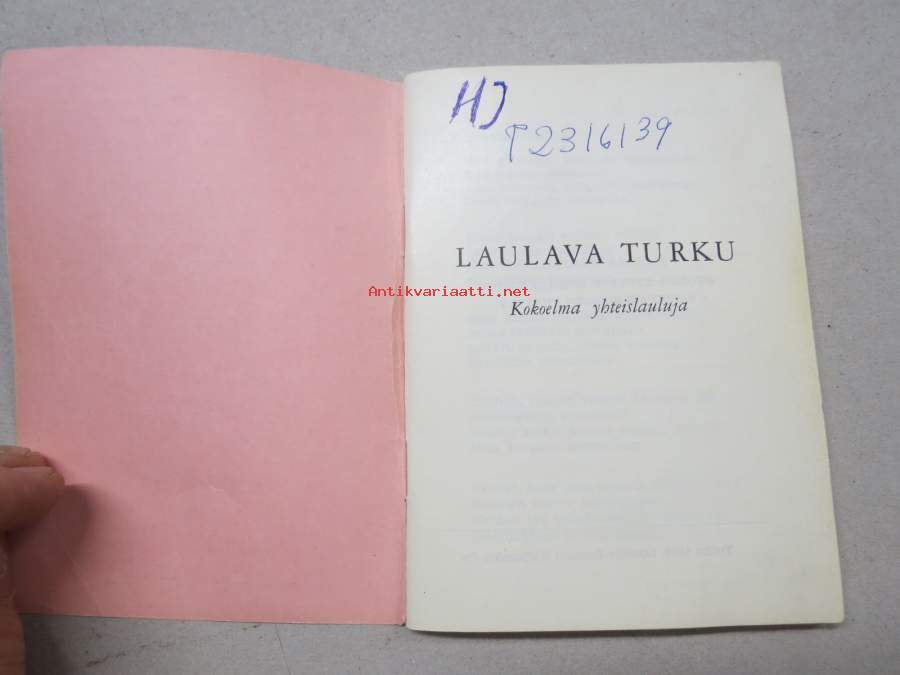 HJ
T2316139
LAULAVA TURKU
Antikvariaatti.net
Kokoelma yhteislauluja